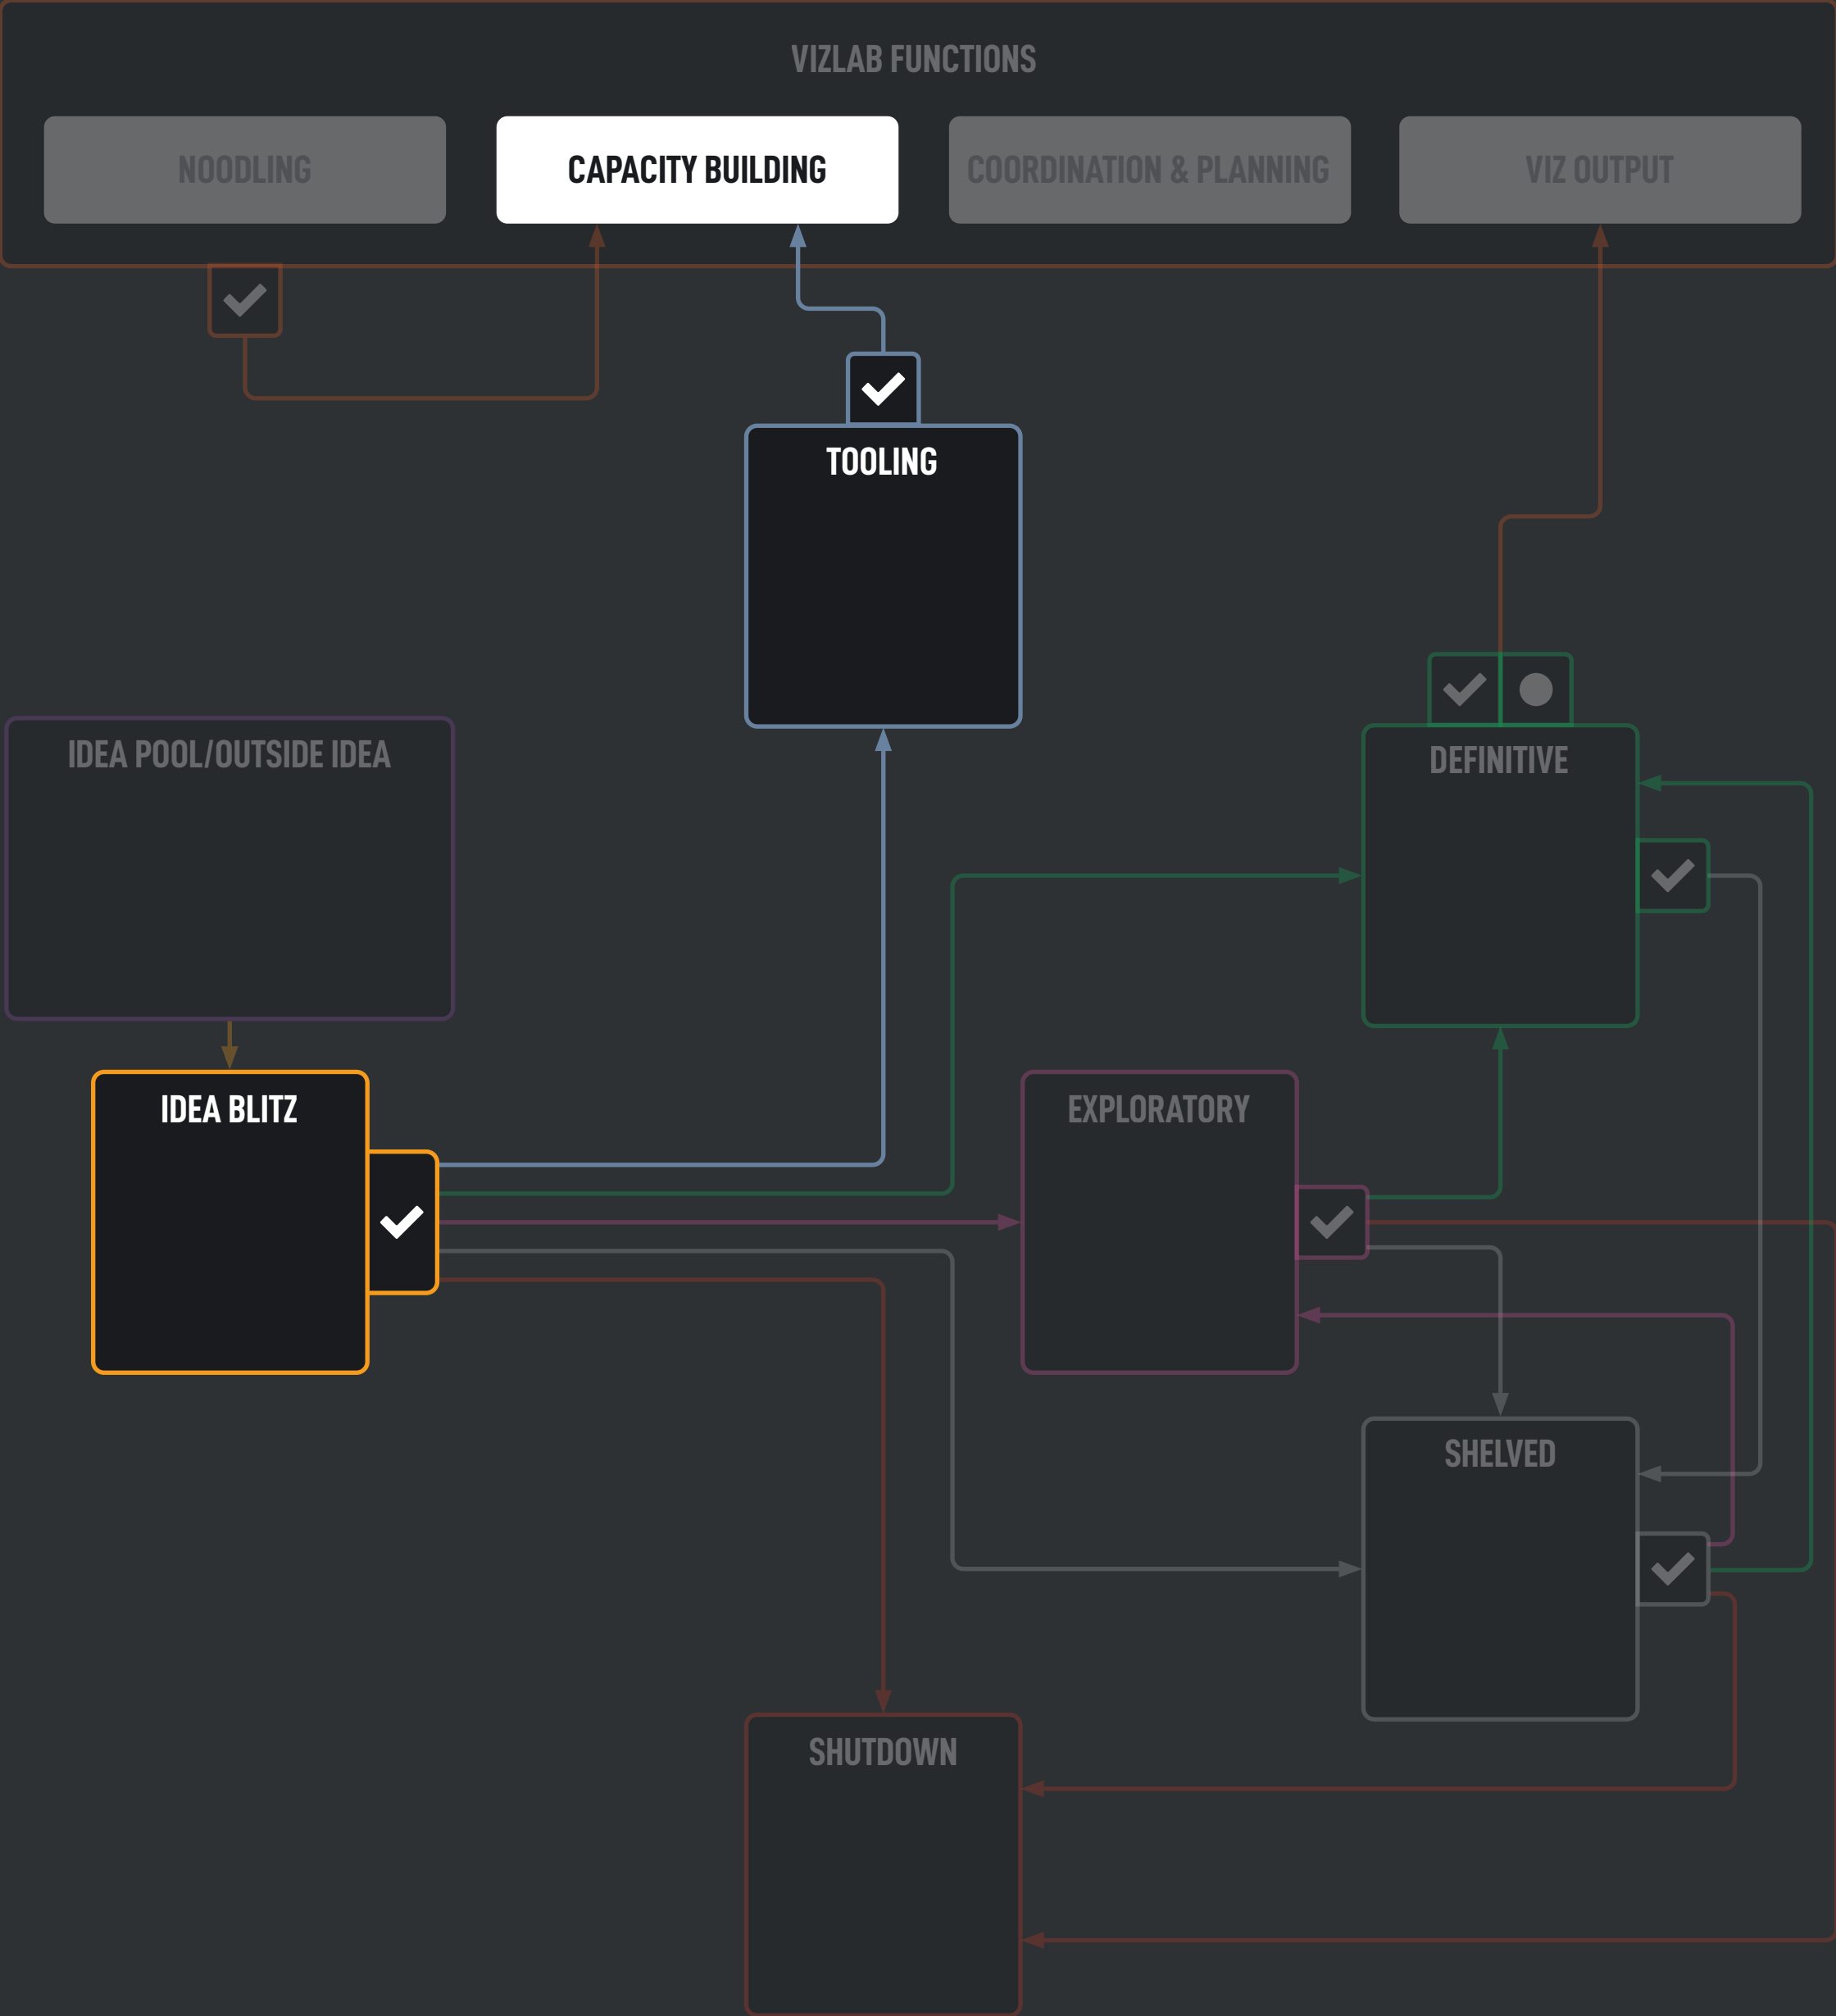 VIZLAB FUNCTIONS
NOODLING
CAPACITY BUILDING
COORDINATION & PLANNING
VIZ OUTPUT
TOOLING
IDEA POOL/OUTSIDE IDEA
DEFINITIVE
IDEA BLITZ
EXPLORATORY
SHELVED
SHUTDOWN